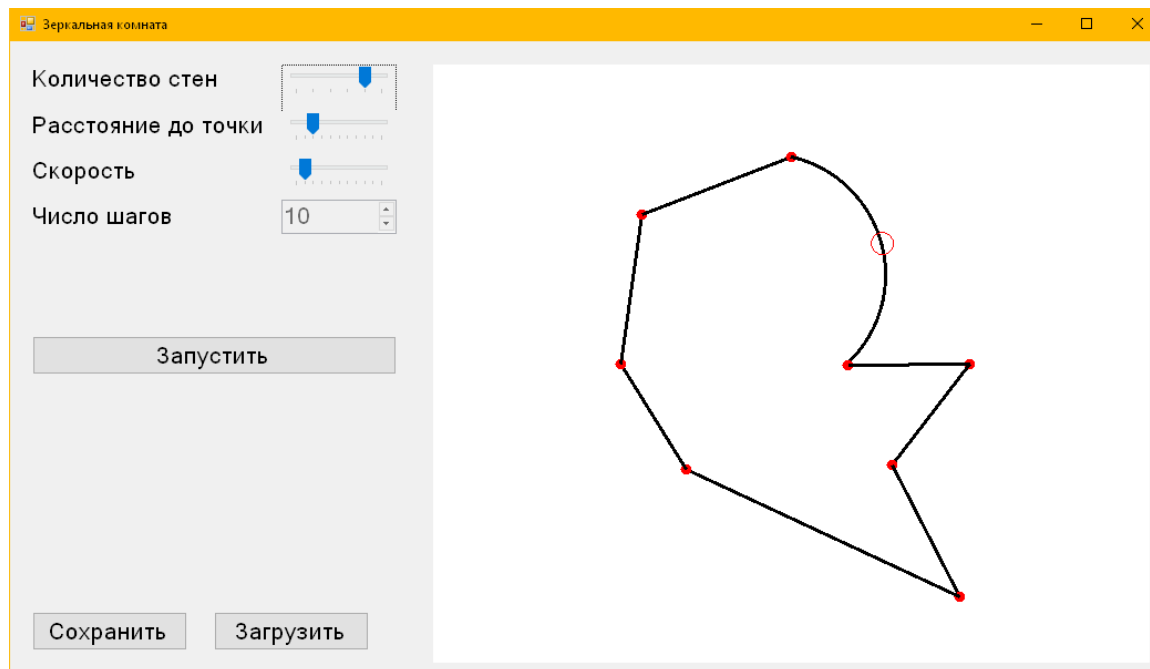 Зеркальная комната
Количество стен
Расстояние до точки
Скорость
Число шагов 10
Запустить
Сохранить Загрузить